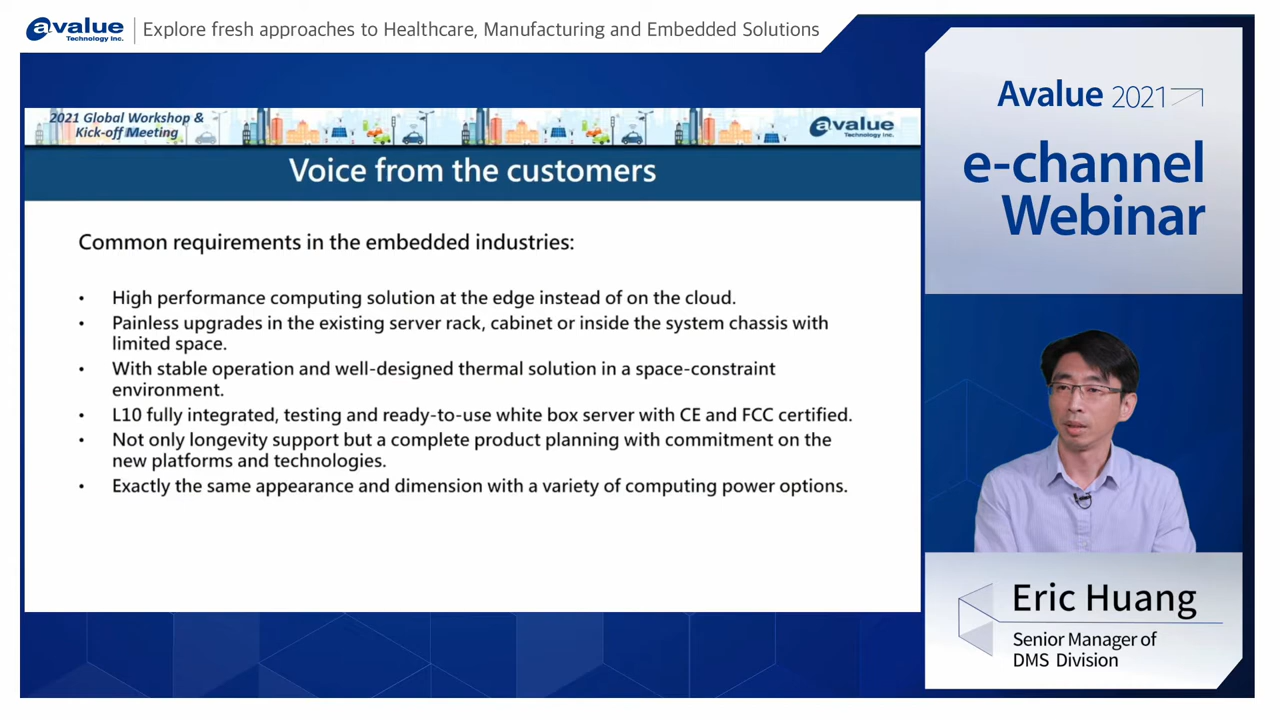 avalue
Technology Inc.
Explore fresh approaches to Healthcare, Manufacturing and Embedded Solutions
2021 Global Workshop &
Kick-off Meeting
avalue
Technology Inc.
Voice from the customers
Common requirements in the embedded industries:
• High performance computing solution at the edge instead of on the cloud.
• Painless upgrades in the existing server rack, cabinet or inside the system chassis with
limited space.
• With stable operation and well-designed thermal solution in a space-constraint
environment.
• L10 fully integrated, testing and ready-to-use white box server with CE and FCC certified.
• Not only longevity support but a complete product planning with commitment on the
new platforms and technologies.
• Exactly the same appearance and dimension with a variety of computing power options.
Avalue 2021
e-channel
Webinar
Eric Huang
Senior Manager of
DMS Division